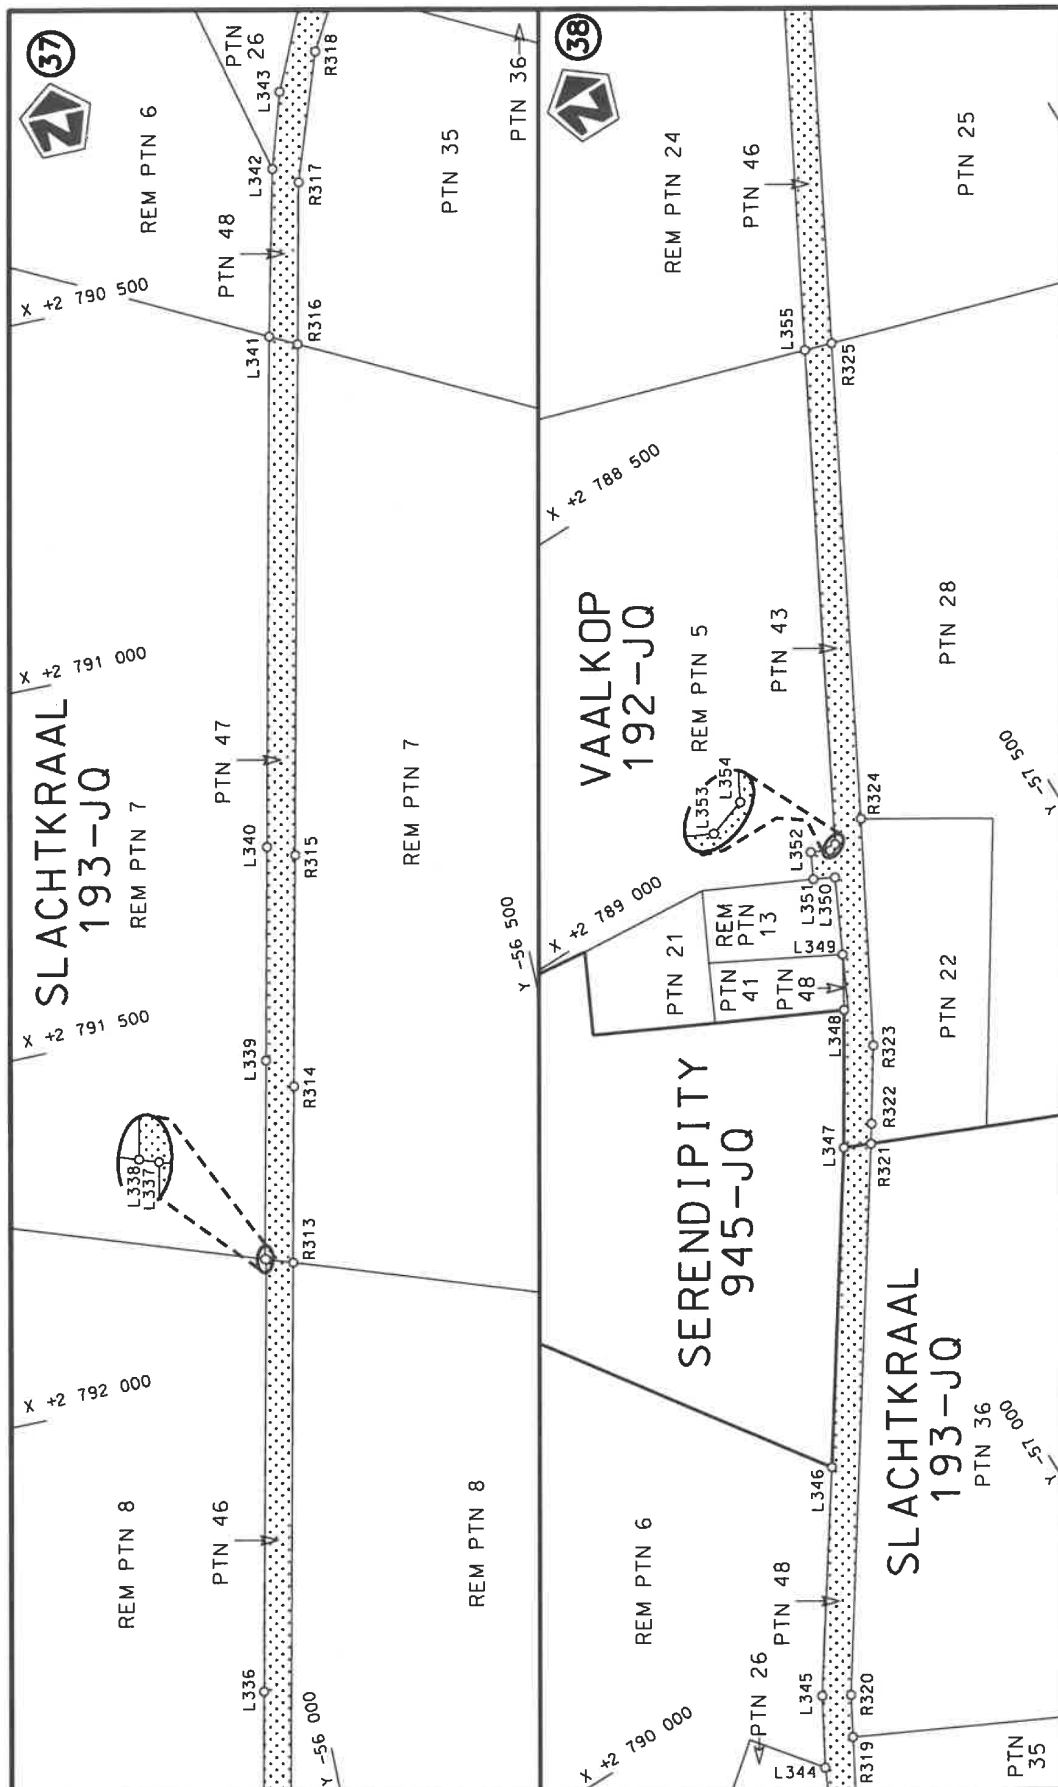 37
N
SLACHTKRAAL
193-JQ
REM PTN 8
REM PTN 7
REM PTN 6
PTN
26
X +2 792 000
X +2 791 500
X +2 791 000
X +2 790 500
PTN 46
PTN 47
PTN 48
L336
L338
L337
L339
L340
L341
L342
L343
R313
R314
R315
R316
R317
R318
Y -56 000
REM PTN 8
REM PTN 7
PTN 35
PTN 36
Y -56 500
38
N
VAALKOP
192-JQ
REM PTN 5
REM PTN 24
X +2 790 000
X +2 789 000
X +2 788 500
SERENDIPITY
945-JQ
REM PTN 6
PTN 26
PTN 48
PTN 21
PTN
41
REM
PTN
13
PTN
48
PTN 43
PTN 46
L344
L345
L346
L347
L348
L349
L350
L351
L352
L353
L354
L355
R319
R320
R321
R322
R323
R324
R325
SLACHTKRAAL
193-JQ
PTN 36
PTN
35
PTN 22
PTN 28
PTN 25
Y -57 000
Y -57 500